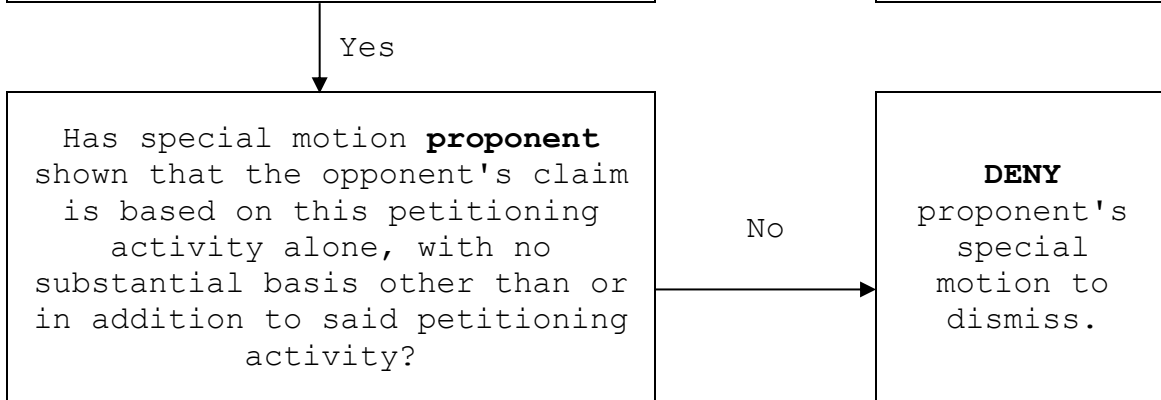 Yes
Has special motion proponent
shown that the opponent's claim
is based on this petitioning
activity alone, with no
substantial basis other than or
in addition to said petitioning
activity?
No
DENY
proponent's
special
motion to
dismiss.